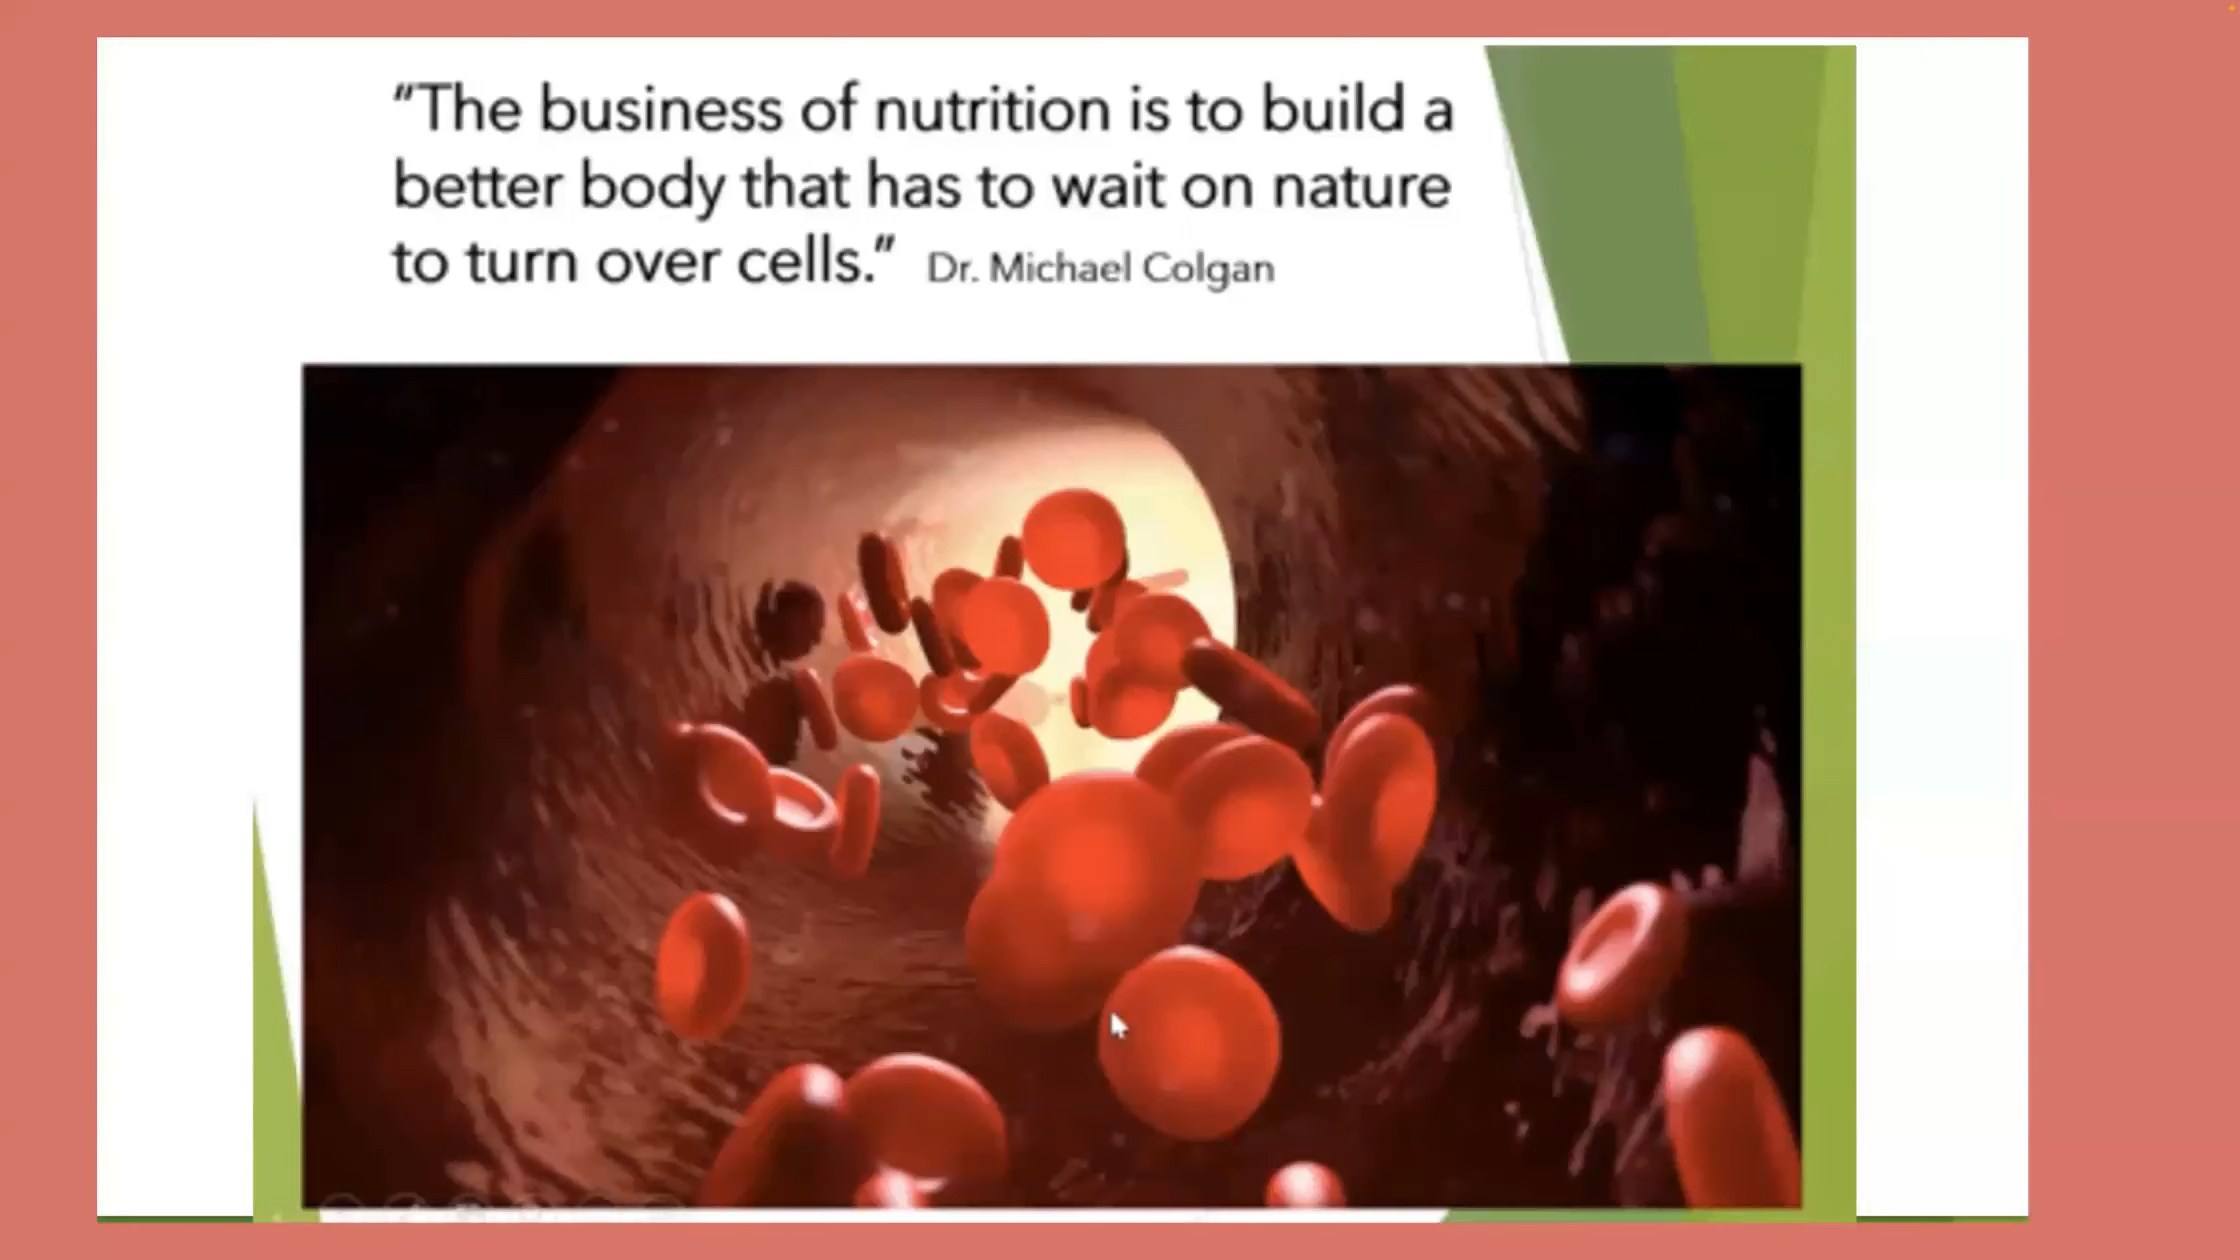 “The business of nutrition is to build a
better body that has to wait on nature
to turn over cells.” Dr. Michael Colgan